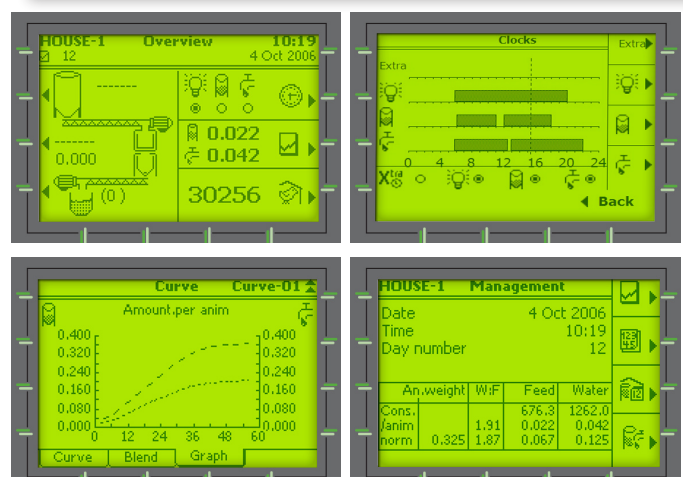 HOUSE-1 Overview 10:19
12 4 Oct 2006
-------
-------
0.022
0.000
0.042
(0)
30256
Clocks
Extra
Extra
0 4 8 12 16 20 24
Xtra
Back
Curve Curve-01
Amount.per anim
0.400 0.400
0.320 0.320
0.240 0.240
0.160 0.160
0.080 0.080
0.000 0.000
0 12 24 36 48 60
Curve Blend Graph
HOUSE-1 Management
Date 4 Oct 2006
Time 10:19
Day number 12
An.weight W:F Feed Water
Cons. 676.3 1262.0
/anim 1.91 0.022 0.042
norm 0.325 1.87 0.067 0.125
123
45
12